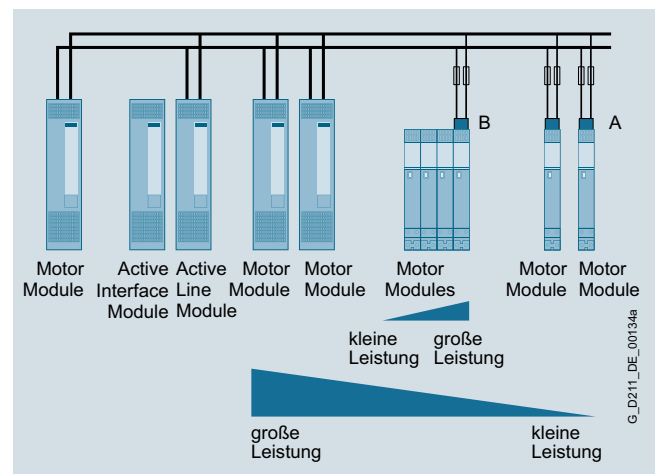 B
A
Motor
Module
Active
Interface
Module
Active
Line
Module
Motor
Module
Motor
Module
Motor
Modules
Motor
Module
Motor
Module
kleine
Leistung
große
Leistung
große
Leistung
kleine
Leistung
G_D211_DE_00134a